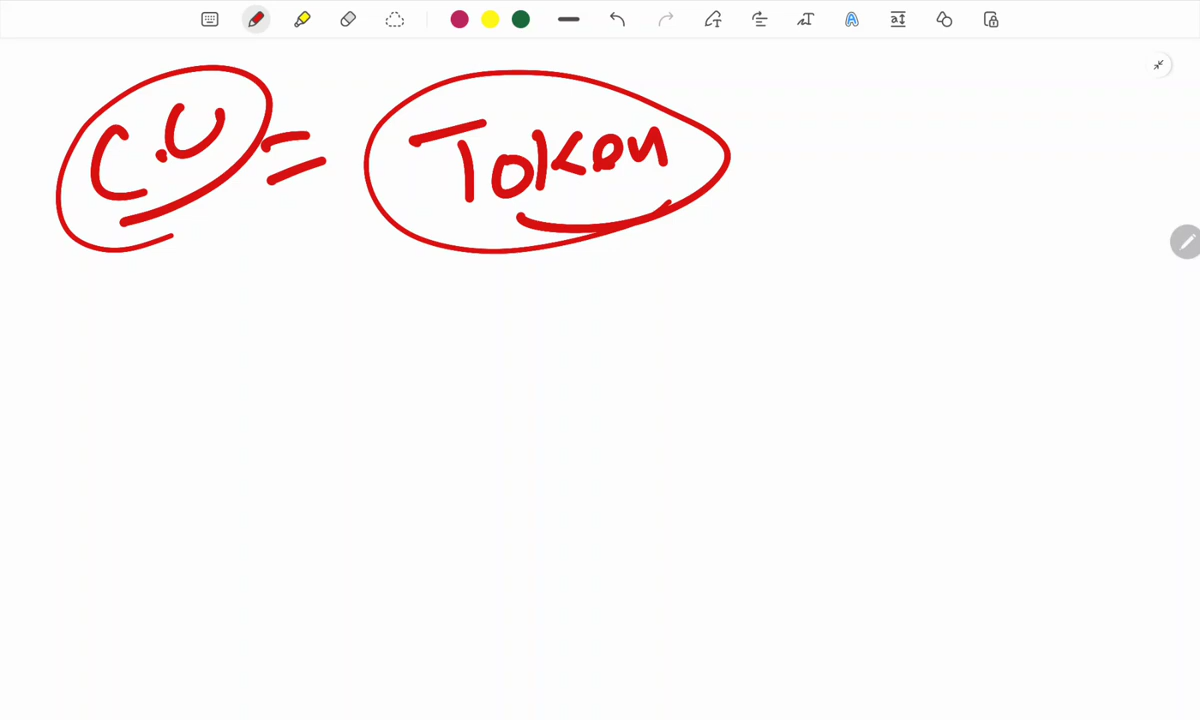 C.U = Token